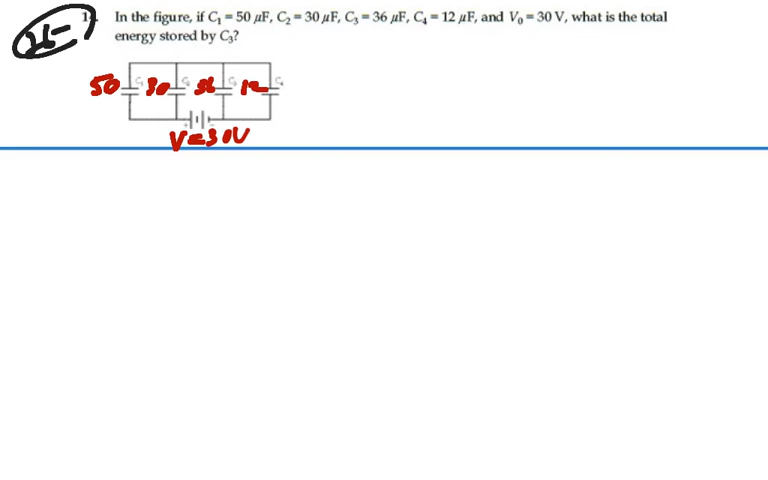 In the figure, if C₁ = 50 µF, C₂ = 30 µF, C₃ = 36 µF, C₄ = 12 µF, and V₀ = 30 V, what is the total
energy stored by C₃?
50 30 36 12
V=30V